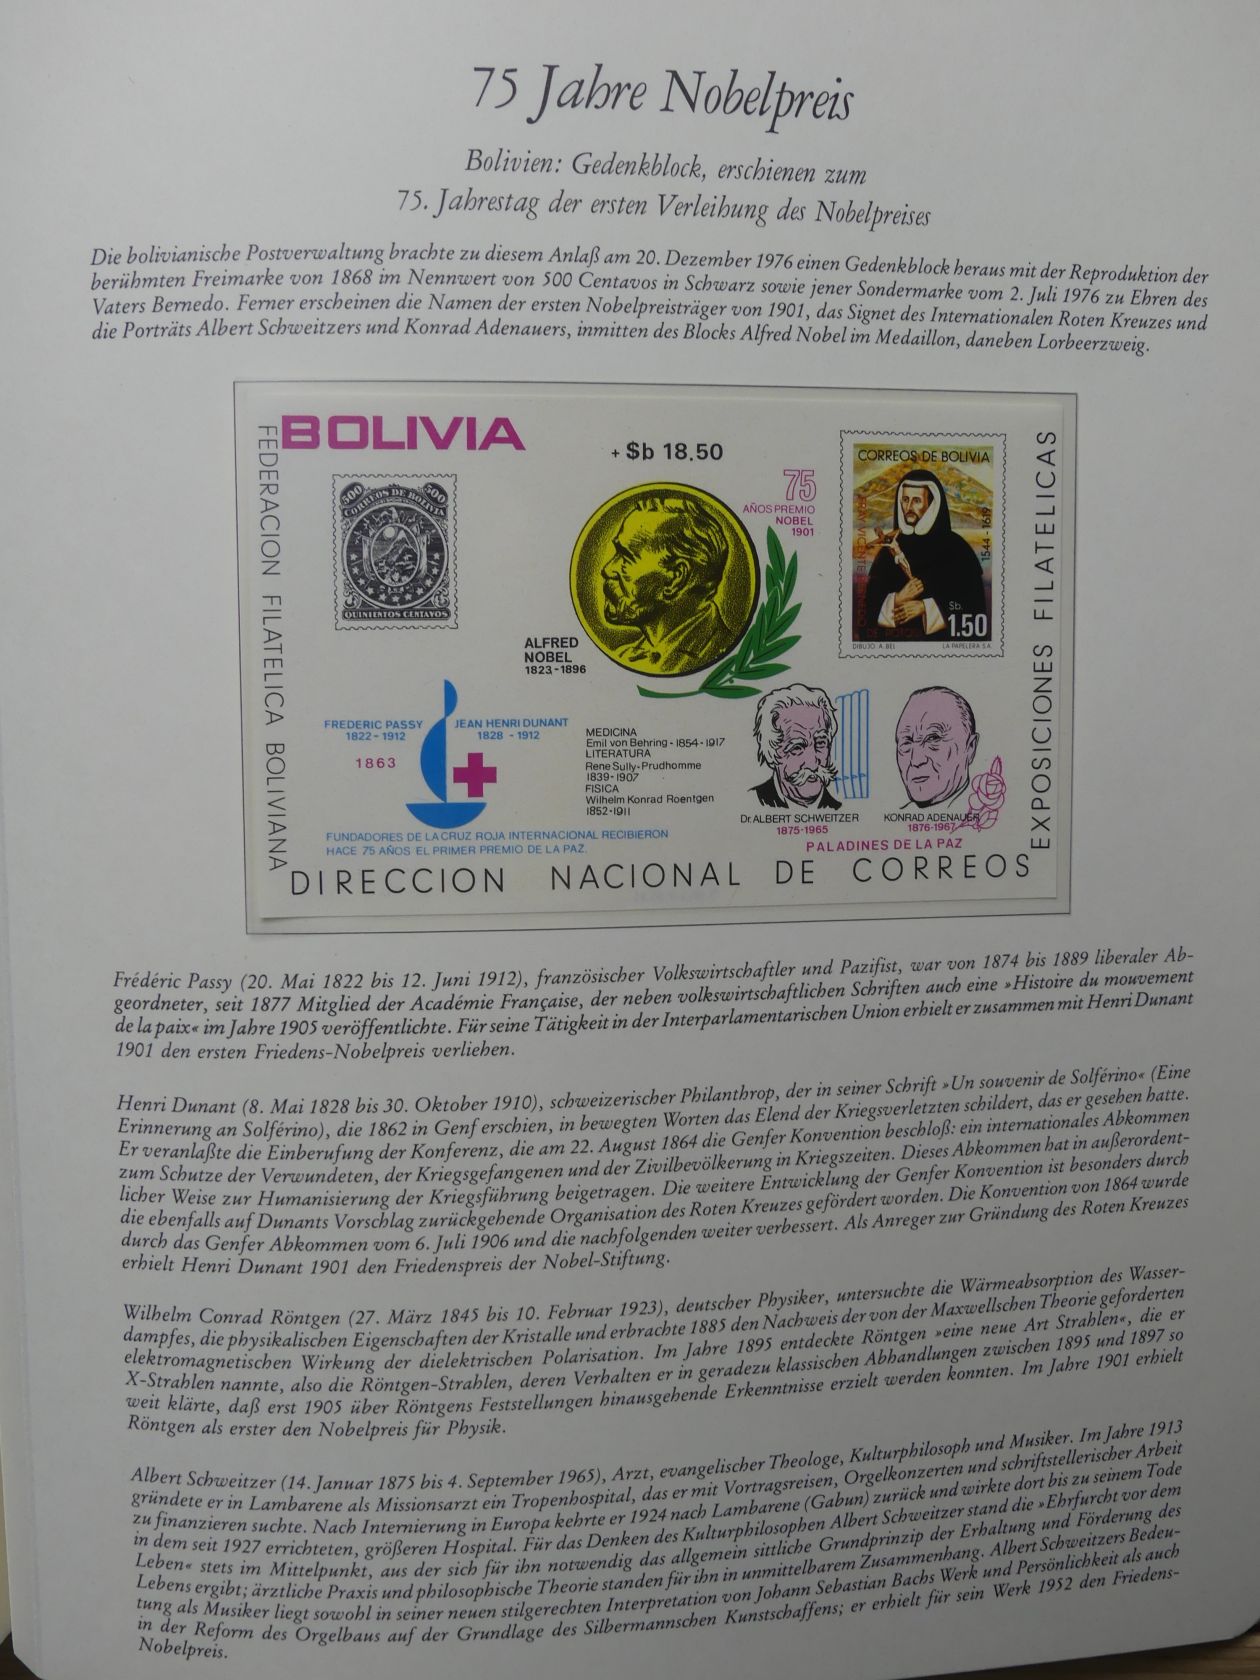 75 Jahre Nobelpreis
Bolivien: Gedenkblock, erschienen zum
75. Jahrestag der ersten Verleihung des Nobelpreises
Die bolivianische Postverwaltung brachte zu diesem Anlaß am 20. Dezember 1976 einen Gedenkblock heraus mit der Reproduktion der
berühmten Freimarke von 1868 im Nennwert von 500 Centavos in Schwarz sowie jener Sondermarke vom 2. Juli 1976 zu Ehren des
Vaters Bernedo. Ferner erscheinen die Namen der ersten Nobelpreisträger von 1901, das Signet des Internationalen Roten Kreuzes und
die Porträts Albert Schweitzers und Konrad Adenauers, inmitten des Blocks Alfred Nobel im Medaillon, daneben Lorbeerzweig.
BOLIVIA
FEDERACION FILATELICA BOLIVIANA
+ $b 18.50
500 500
CORREOS DE BOLIVIA
QUINIENTOS CENTAVOS
75
AÑOS PREMIO
NOBEL
1901
ALFRED
NOBEL
1823-1896
CORREOS DE BOLIVIA
FRAY VICENTE BERNEDO
DE POTOSI
1544-1619
Sb.
1.50
DIBUJO A. BEL LA PAPELERA S.A.
EXPOSICIONES FILATELICAS
FREDERIC PASSY
1822-1912
JEAN HENRI DUNANT
1828 - 1912
1863
FUNDADORES DE LA CRUZ ROJA INTERNACIONAL RECIBIERON
HACE 75 AÑOS EL PRIMER PREMIO DE LA PAZ.
MEDICINA
Emil von Behring - 1854-1917
LITERATURA
Rene Sully-Prudhomme
1839-1907
FISICA
Wilhelm Konrad Roentgen
1852-1911
Dr. ALBERT SCHWEITZER
1875-1965
KONRAD ADENAUER
1876-1967
PALADINES DE LA PAZ
DIRECCION NACIONAL DE CORREOS
Frédéric Passy (20. Mai 1822 bis 12. Juni 1912), französischer Volkswirtschaftler und Pazifist, war von 1874 bis 1889 liberaler Ab-
geordneter, seit 1877 Mitglied der Académie Française, der neben volkswirtschaftlichen Schriften auch eine »Histoire du mouvement
de la paix« im Jahre 1905 veröffentlichte. Für seine Tätigkeit in der Interparlamentarischen Union erhielt er zusammen mit Henri Dunant
1901 den ersten Friedens-Nobelpreis verliehen.
Henri Dunant (8. Mai 1828 bis 30. Oktober 1910), schweizerischer Philanthrop, der in seiner Schrift »Un souvenir de Solférino« (Eine
Erinnerung an Solférino), die 1862 in Genf erschien, in bewegten Worten das Elend der Kriegsverletzten schildert, das er gesehen hatte.
Er veranlaßte die Einberufung der Konferenz, die am 22. August 1864 die Genfer Konvention beschloß: ein internationales Abkommen
zum Schutze der Verwundeten, der Kriegsgefangenen und der Zivilbevölkerung in Kriegszeiten. Dieses Abkommen hat in außerordent-
licher Weise zur Humanisierung der Kriegsführung beigetragen. Die weitere Entwicklung der Genfer Konvention ist besonders durch
die ebenfalls auf Dunants Vorschlag zurückgehende Organisation des Roten Kreuzes gefördert worden. Die Konvention von 1864 wurde
durch das Genfer Abkommen vom 6. Juli 1906 und die nachfolgenden weiter verbessert. Als Anreger zur Gründung des Roten Kreuzes
erhielt Henri Dunant 1901 den Friedenspreis der Nobel-Stiftung.
Wilhelm Conrad Röntgen (27. März 1845 bis 10. Februar 1923), deutscher Physiker, untersuchte die Wärmeabsorption des Wasser-
dampfes, die physikalischen Eigenschaften der Kristalle und erbrachte 1885 den Nachweis der von der Maxwellschen Theorie geforderten
elektromagnetischen Wirkung der dielektrischen Polarisation. Im Jahre 1895 entdeckte Röntgen »eine neue Art Strahlen«, die er
X-Strahlen nannte, also die Röntgen-Strahlen, deren Verhalten er in geradezu klassischen Abhandlungen zwischen 1895 und 1897 so
weit klärte, daß erst 1905 über Röntgens Feststellungen hinausgehende Erkenntnisse erzielt werden konnten. Im Jahre 1901 erhielt
Röntgen als erster den Nobelpreis für Physik.
Albert Schweitzer (14. Januar 1875 bis 4. September 1965), Arzt, evangelischer Theologe, Kulturphilosoph und Musiker. Im Jahre 1913
gründete er in Lambarene als Missionsarzt ein Tropenhospital, das er mit Vortragsreisen, Orgelkonzerten und schriftstellerischer Arbeit
zu finanzieren suchte. Nach Internierung in Europa kehrte er 1924 nach Lambarene (Gabun) zurück und wirkte dort bis zu seinem Tode
in dem seit 1927 errichteten, größeren Hospital. Für das Denken des Kulturphilosophen Albert Schweitzer stand die »Ehrfurcht vor dem
Leben« stets im Mittelpunkt, aus der sich für ihn notwendig das allgemein sittliche Grundprinzip der Erhaltung und Förderung des
Lebens ergibt; ärztliche Praxis und philosophische Theorie standen für ihn in unmittelbarem Zusammenhang. Albert Schweitzers Bedeu-
tung als Musiker liegt sowohl in seiner neuen stilgerechten Interpretation von Johann Sebastian Bachs Werk und Persönlichkeit als auch
in der Reform des Orgelbaus auf der Grundlage des Silbermannschen Kunstschaffens; er erhielt für sein Werk 1952 den Friedens-
Nobelpreis.